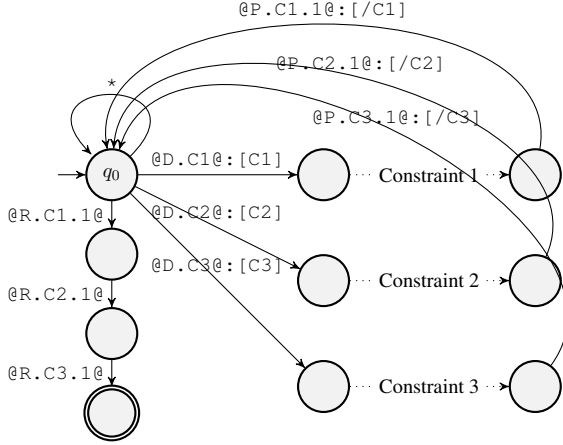 @P.C1.1@:[/C1]
@P.C2.1@:[/C2]
*
@P.C3.1@:[/C3]
q0
@D.C1@:[C1]
Constraint 1
@R.C1.1@
@D.C2@:[C2]
@D.C3@:[C3]
Constraint 2
@R.C2.1@
@R.C3.1@
Constraint 3